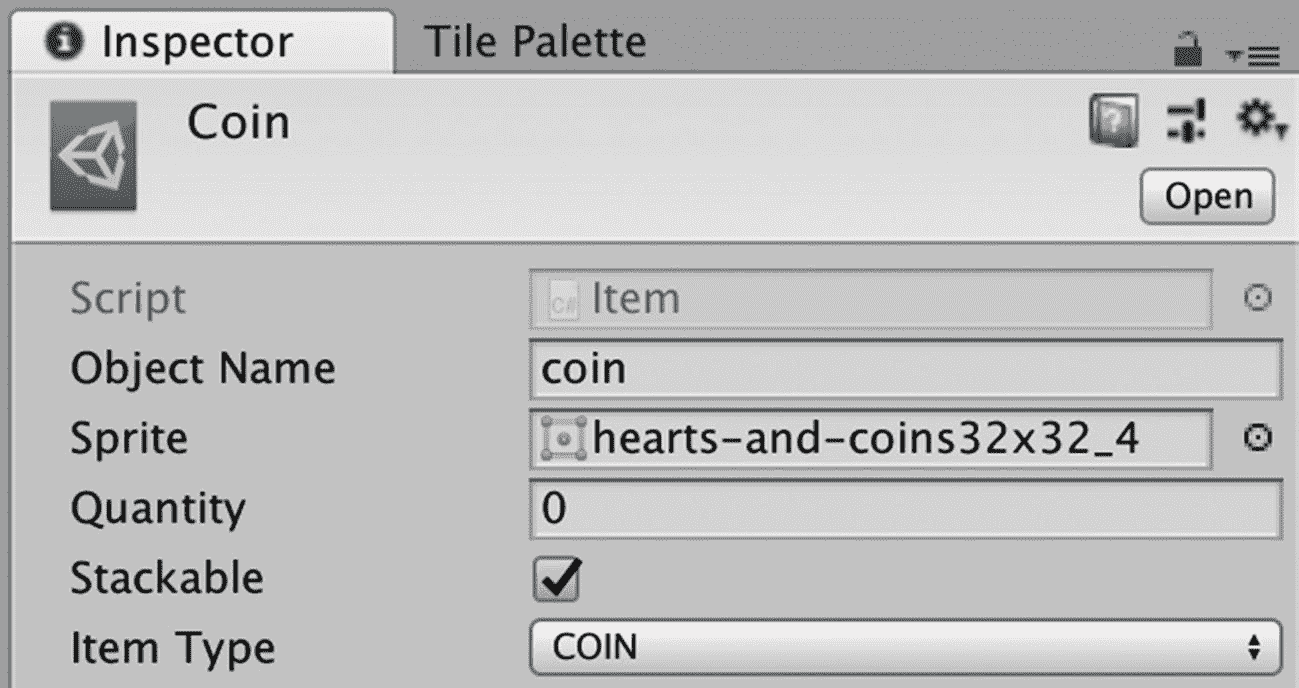 Inspector Tile Palette
Coin
Open
Script C# Item
Object Name coin
Sprite hearts-and-coins32x32_4
Quantity 0
Stackable
Item Type COIN